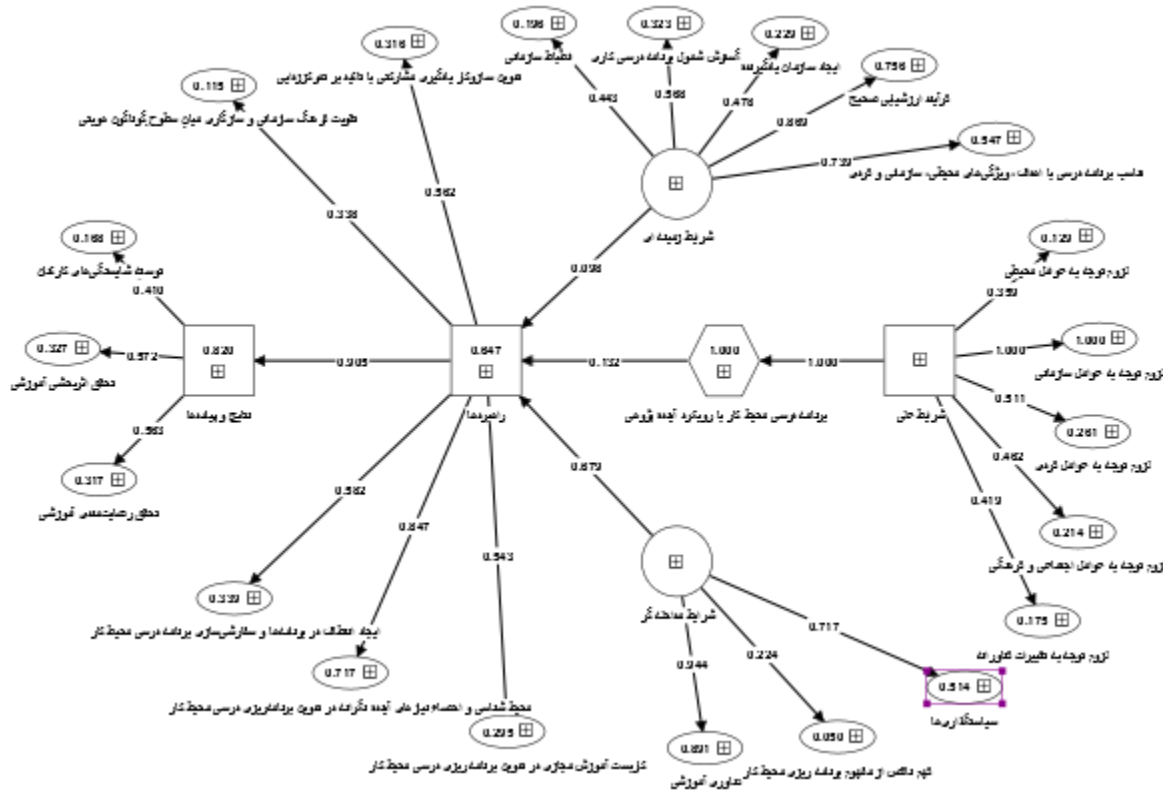 0.196
0.323
0.229
0.316
0.756
0.115
انضباط سازمانی
گسترش شمول برنامه درسی کاری
ایجاد سازمان یادگیرنده
تدوین سازوکار یادگیری مشارکتی با تاکید بر تمرکززدایی
فرآیند ارزشیابی صحیح
0.443
0.568
0.478
0.869
تقویت فرهنگ سازمانی و سازگاری میان سطوح گوناگون هویتی
0.547
0.739
تناسب برنامه درسی با اهداف، ویژگی‌های محیطی، سازمانی و فردی
0.562
0.338
شرایط زمینه ای
0.168
0.129
توسعه شایستگی‌های کارکنان
لزوم توجه به عوامل محیطی
0.410
0.098
0.359
0.327
0.572
0.820
0.905
0.647
0.132
1.000
1.000
1.000
1.000
تحقق اثربخشی آموزشی
لزوم توجه به عوامل سازمانی
نتایج و پیامدها
راهبردها
برنامه درسی محیط کار با رویکرد آینده پژوهی
شرایط علی
0.511
0.563
0.261
0.317
0.679
0.462
لزوم توجه به عوامل فردی
تحقق رضایتمندی آموزشی
0.419
0.582
0.847
0.543
0.214
لزوم توجه به عوامل اجتماعی و فرهنگی
0.339
شرایط مداخله گر
0.175
ایجاد انعطاف در برنامه‌ها و سفارشی‌سازی برنامه درسی محیط کار
0.717
0.224
0.944
لزوم توجه به تغییرات فناورانه
0.717
0.514
محیط شناسی و احصاء نیاز های آینده نگرانه در تدوین برنامه‌ریزی درسی محیط کار
سیاستگذاری‌ها
0.295
0.891
0.050
کاربست آموزش مجازی در تدوین برنامه ریزی درسی محیط کار
فناوری آموزشی
فهم ناقص از مفهوم برنامه ریزی محیط کار